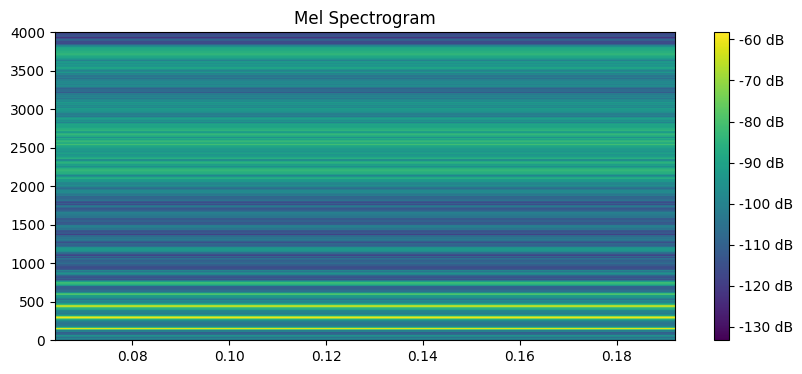 Mel Spectrogram
4000
3500
3000
2500
2000
1500
1000
500
0
0.08 0.10 0.12 0.14 0.16 0.18
-60 dB
-70 dB
-80 dB
-90 dB
-100 dB
-110 dB
-120 dB
-130 dB